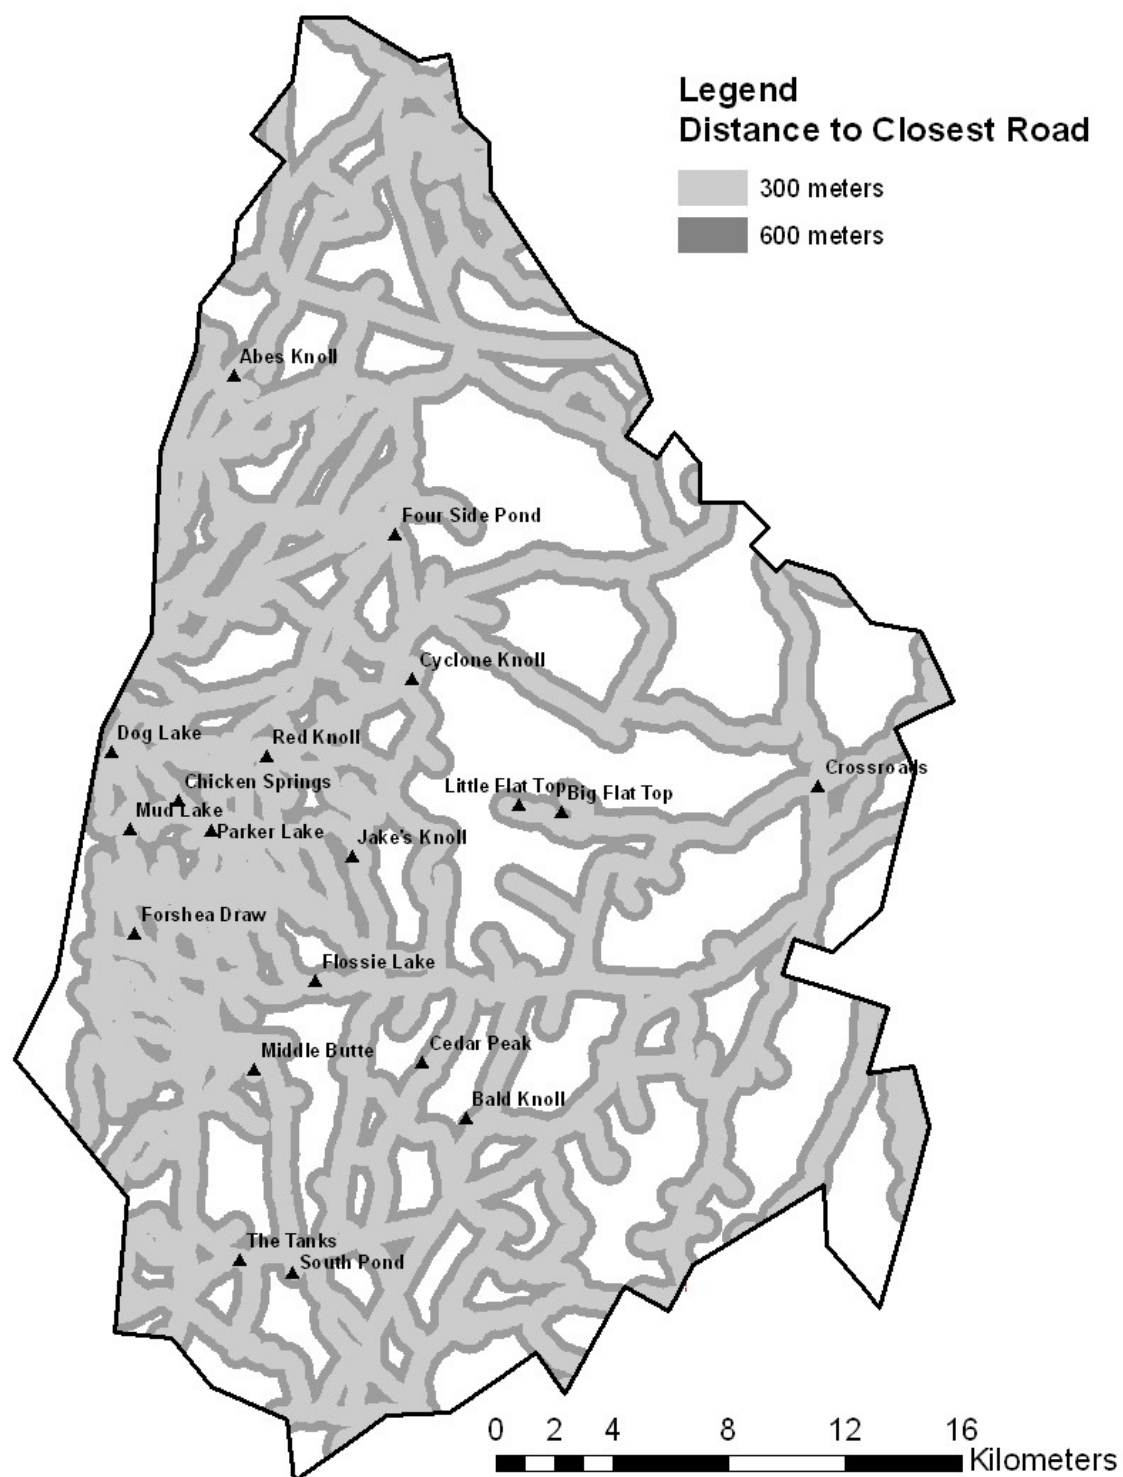 Legend
Distance to Closest Road
300 meters
600 meters
Abes Knoll
Four Side Pond
Cyclone Knoll
Dog Lake
Red Knoll
Crossroads
Chicken Springs
Little Flat Top
Big Flat Top
Mud Lake
Parker Lake
Jake's Knoll
Forshea Draw
Flossie Lake
Cedar Peak
Middle Butte
Bald Knoll
The Tanks
South Pond
0 2 4 8 12 16
Kilometers